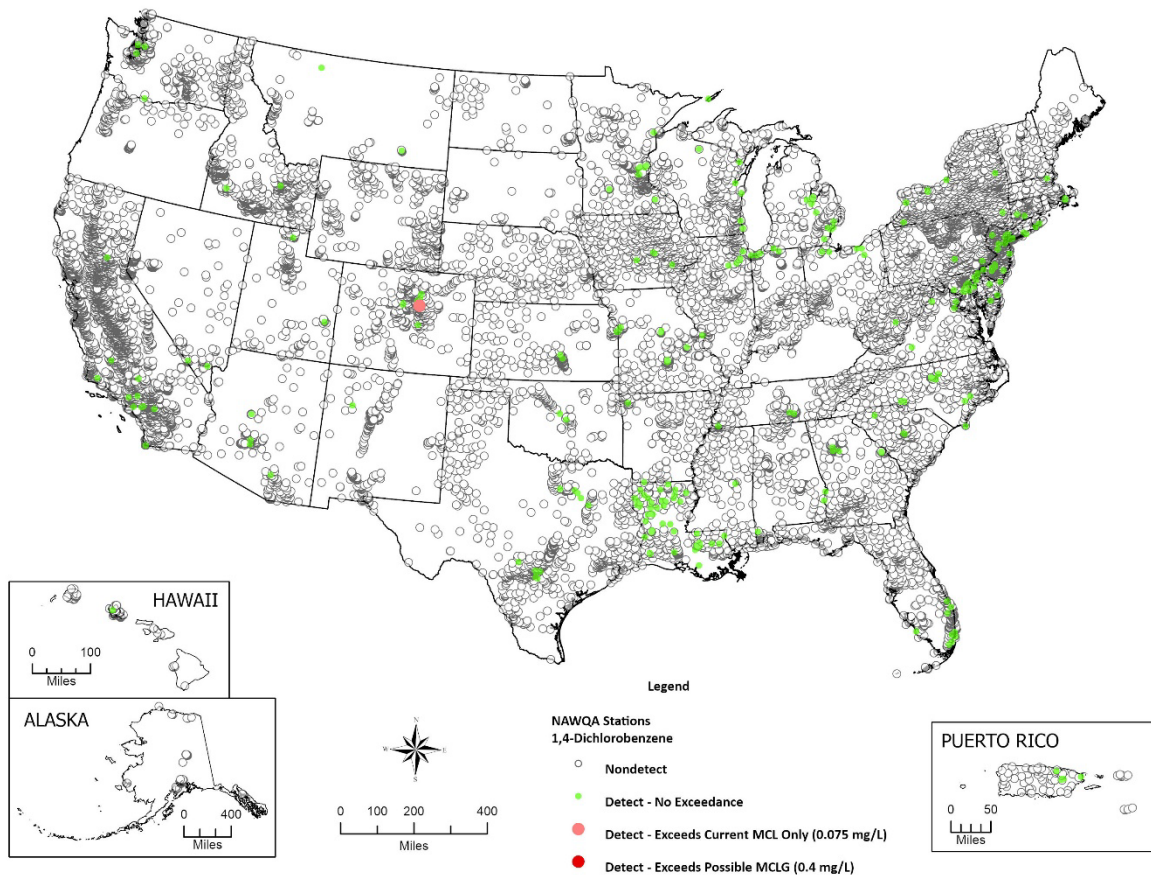 HAWAII
0 100
Miles
ALASKA
0 400
Miles
N
W E
S
0 200 400
Miles
Legend
NAWQA Stations
1,4-Dichlorobenzene
Nondetect
Detect - No Exceedance
Detect - Exceeds Current MCL Only (0.075 mg/L)
Detect - Exceeds Possible MCLG (0.4 mg/L)
PUERTO RICO
0 50
Miles